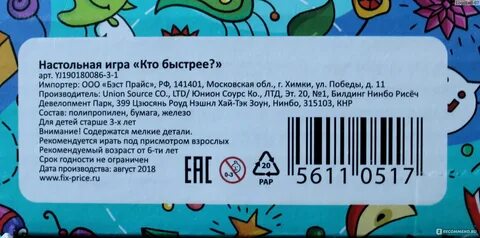 Настольная игра «Кто быстрее?»
арт. YJ190180086-3-1
Импортер: ООО «Бэст Прайс», РФ, 141401, Московская обл., г. Химки, ул. Победы, д. 11
Производитель: Union Source CO., LTD/ Юнион Соурс Ко., ЛТД, Эт. 20, №1, Билдинг Нинбо Рисёч
Девелопмент Парк, 399 Цзюсянь Роуд Нэшнл Хай-Тэк Зоун, Нинбо, 315103, КНР
Состав: полипропилен, бумага, железо
Для детей старше 3-х лет
Внимание! Содержатся мелкие детали.
Рекомендуется играть под присмотром взрослых!
Рекомендуемый возраст от 6-ти лет
Срок годности не ограничен
Дата производства: август 2018
www.fix-price.ru
EAC
0-3
20
PAP
5611 0517
RECOMMEND.RU